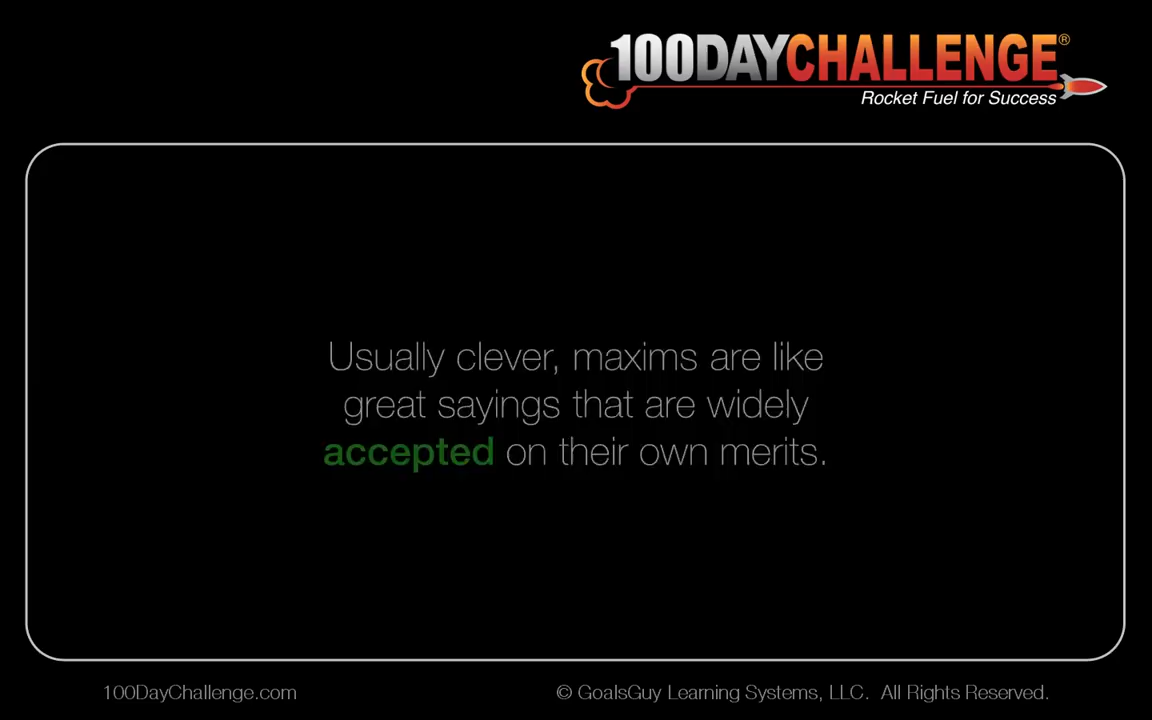 100DAYCHALLENGE®
Rocket Fuel for Success
Usually clever, maxims are like
great sayings that are widely
accepted on their own merits.
100DayChallenge.com
© GoalsGuy Learning Systems, LLC. All Rights Reserved.